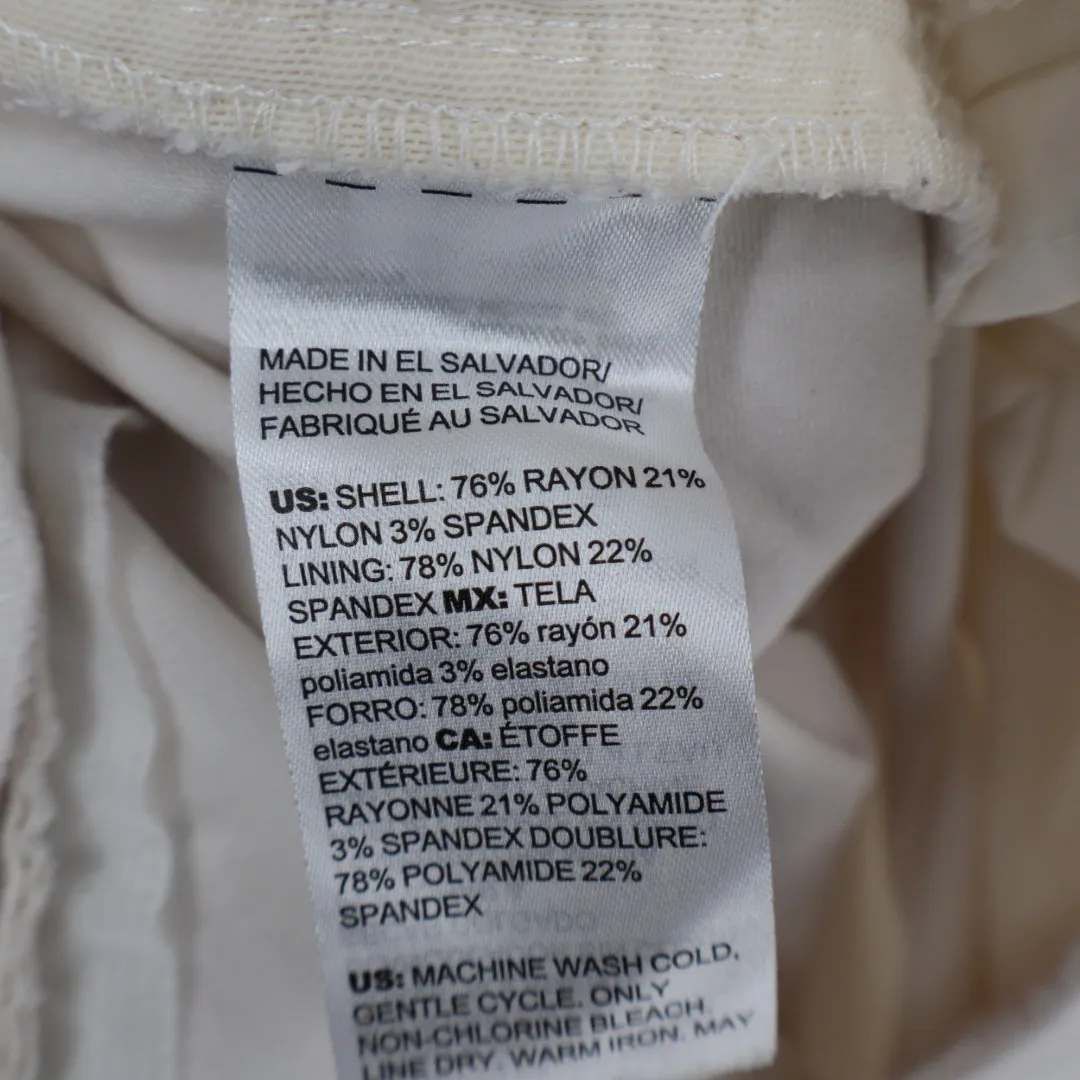 MADE IN EL SALVADOR/
HECHO EN EL SALVADOR/
FABRIQUÉ AU SALVADOR
US: SHELL: 76% RAYON 21%
NYLON 3% SPANDEX
LINING: 78% NYLON 22%
SPANDEX MX: TELA
EXTERIOR: 76% rayón 21%
poliamida 3% elastano
FORRO: 78% poliamida 22%
elastano CA: ÉTOFFE
EXTÉRIEURE: 76%
RAYONNE 21% POLYAMIDE
3% SPANDEX DOUBLURE:
78% POLYAMIDE 22%
SPANDEX
US: MACHINE WASH COLD,
GENTLE CYCLE. ONLY
NON-CHLORINE BLEACH.
LINE DRY. WARM IRON. MAY